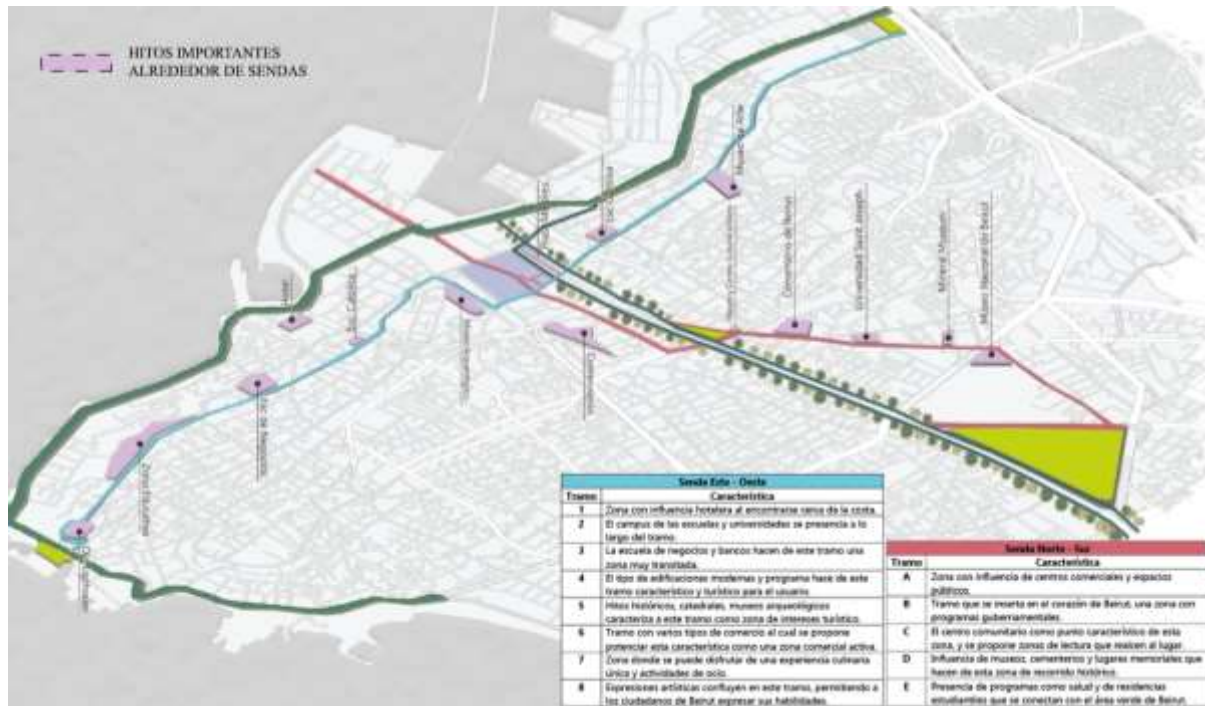 HITOS IMPORTANTES
ALREDEDOR DE SENDAS
Museo de Arte
Cementerio de Beirut
Universidad Saint Joseph
Mineral Museum
Museo Nacional de Beirut
Senda Este - Oeste
Tramo
Característica
1
Zona con influencia hotelera al encontrarse cerca de la costa.
2
El campus de las escuelas y universidades se presencia a lo
largo del tramo.
3
La escuela de negocios y bancos hacen de este tramo una
zona muy transitada.
4
El tipo de edificaciones modernas y programa hace de este
tramo característico y turístico para el usuario
5
Hitos históricos, catedrales, museos arqueológicos
caracteriza a este tramo como zona de intereses turístico.
6
Tramo con varios tipos de comercio al cual se propone
potenciar esta característica como una zona comercial activa.
7
Zona donde se puede disfrutar de una experiencia culinaria
única y actividades de ocio.
8
Expresiones artísticas confluyen en este tramo, permitiendo a
los ciudadanos de Beirut expresar sus habilidades.
Senda Norte - Sur
Tramo
Característica
A
Zona con influencia de centros comerciales y espacios
públicos.
B
Tramo que se inserta en el corazón de Beirut, una zona con
programas gubernamentales.
C
El centro comunitario como punto característico de esta
zona, y se propone zonas de lectura que realcen al lugar.
D
Influencia de museos, cementerios y lugares memoriales que
hacen de esta zona de recorrido histórico.
E
Presencia de programas como salud y de residencias
estudiantiles que se conectan con el área verde de Beirut.